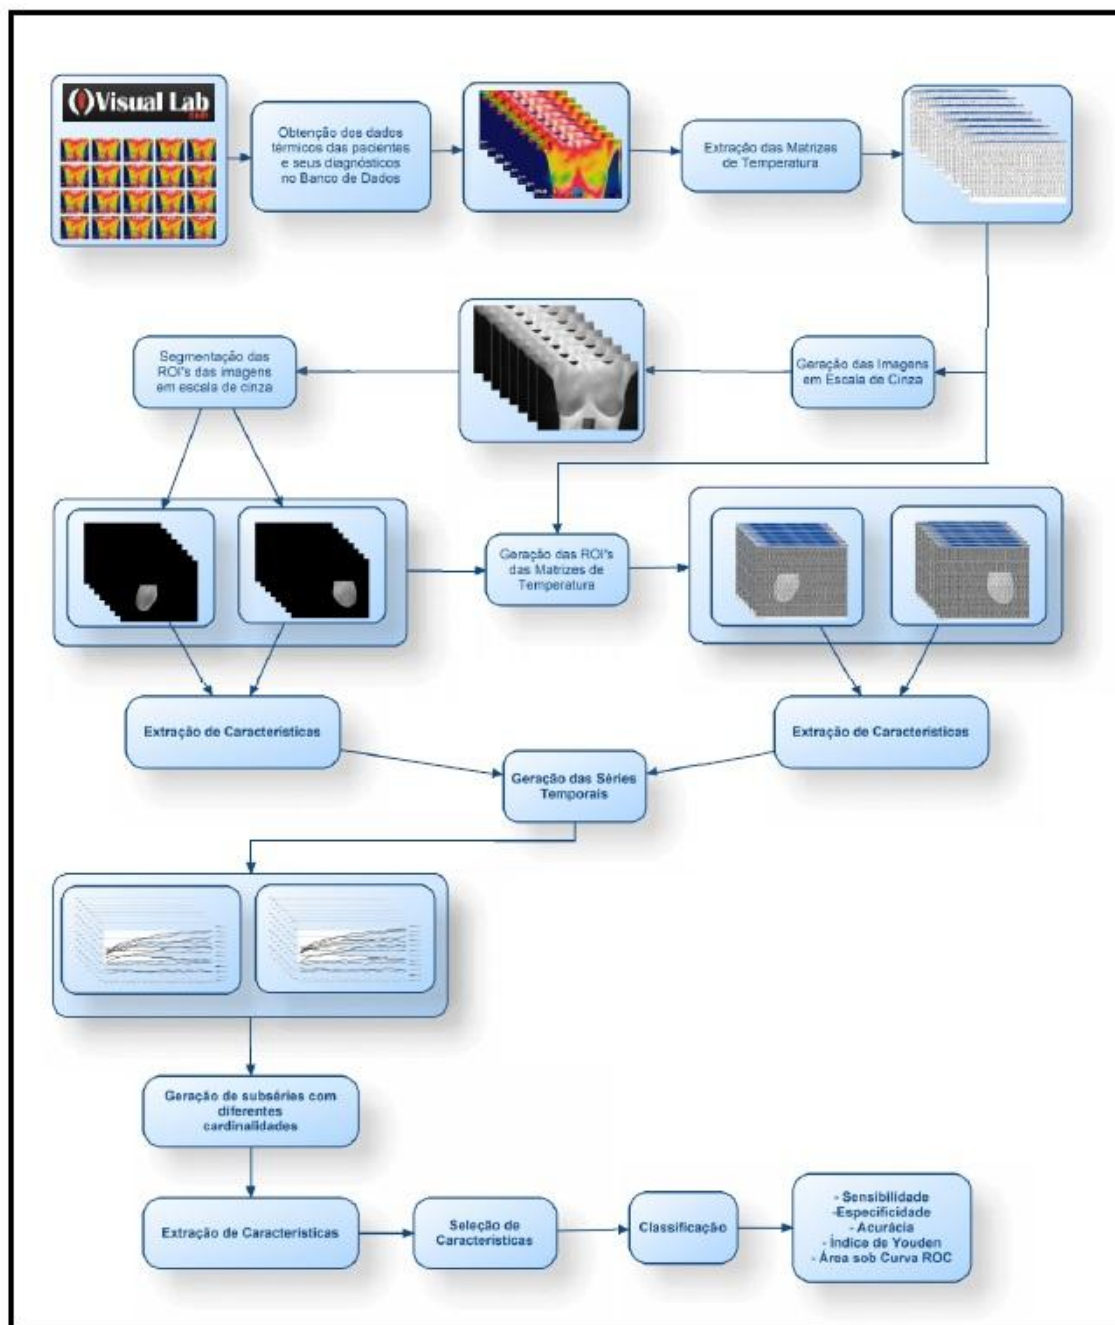 Visual Lab
Obtenção dos dados
térmicos das pacientes
e seus diagnósticos
no Banco de Dados
Extração das Matrizes
de Temperatura
Segmentação das
ROI's das imagens
em escala de cinza
Geração das Imagens
em Escala de Cinza
Geração das ROI's
das Matrizes de
Temperatura
Extração de Características
Extração de Características
Geração das Séries
Temporais
Geração de subséries com
diferentes
cardinalidades
Extração de Características
Seleção de
Características
Classificação
- Sensibilidade
-Especificidade
- Acurácia
- Índice de Youden
- Área sob Curva ROC